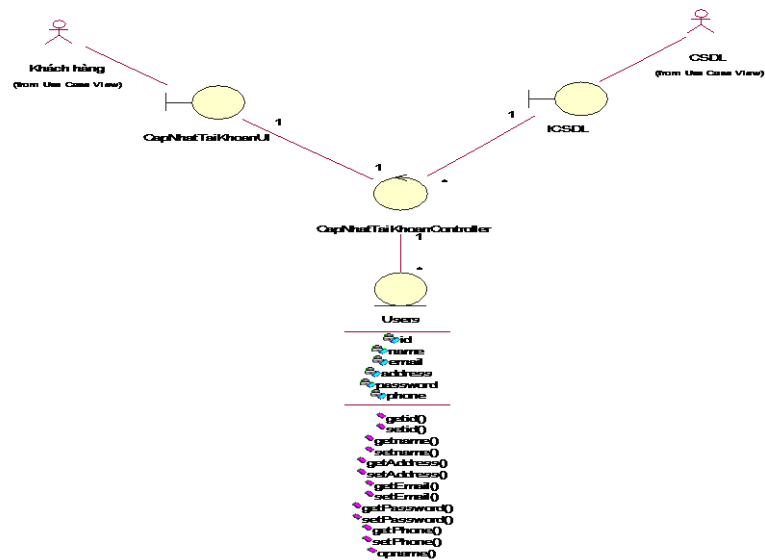 Khách hàng
(from Use Case View)
CSDL
(from Use Case View)
CapNhatTaiKhoanUI
ICSDL
1
1
1
*
CapNhatTaiKhoanController
1
*
Users
id
name
email
address
password
phone
getid()
setid()
getname()
setname()
getAddress()
setAddress()
getEmail()
setEmail()
getPassword()
setPassword()
getPhone()
setPhone()
opname()